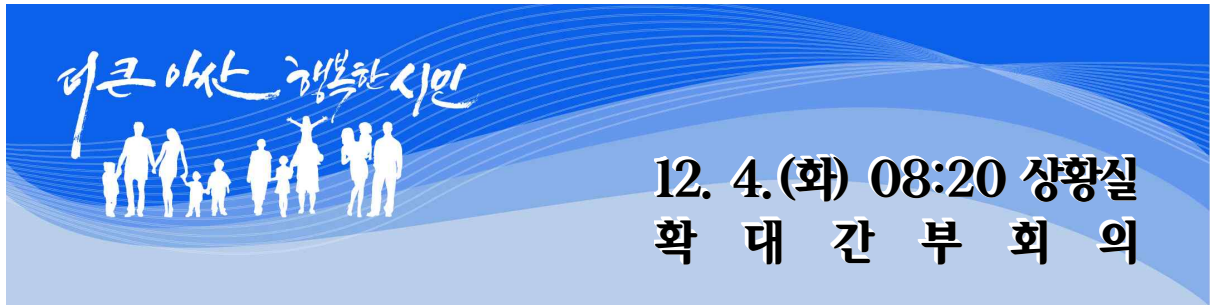 더 큰 아산 행복한 시민
12. 4.(화) 08:20 상황실
확 대 간 부 회 의